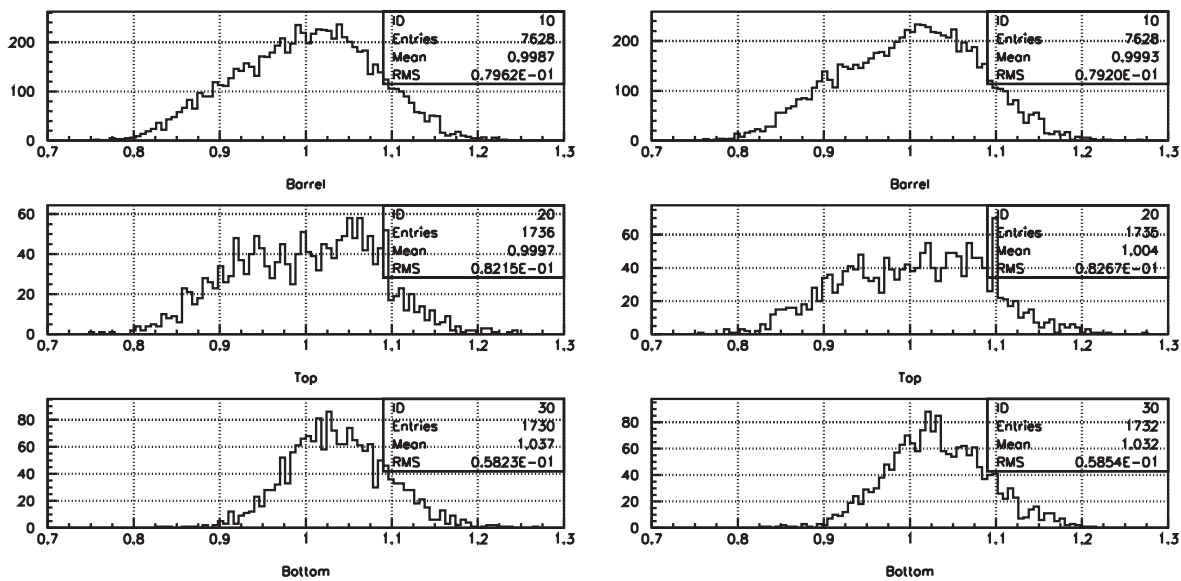 ID 10
Entries 7628
Mean 0.9987
RMS 0.7962E-01
200
100
0
0.7 0.8 0.9 1 1.1 1.2 1.3
Barrel
ID 10
Entries 7628
Mean 0.9993
RMS 0.7920E-01
200
100
0
0.7 0.8 0.9 1 1.1 1.2 1.3
Barrel
ID 20
Entries 1736
Mean 0.9997
RMS 0.8215E-01
60
40
20
0
0.7 0.8 0.9 1 1.1 1.2 1.3
Top
ID 20
Entries 1735
Mean 1.004
RMS 0.8267E-01
60
40
20
0
0.7 0.8 0.9 1 1.1 1.2 1.3
Top
ID 30
Entries 1730
Mean 1.037
RMS 0.5823E-01
80
60
40
20
0
0.7 0.8 0.9 1 1.1 1.2 1.3
Bottom
ID 30
Entries 1732
Mean 1.032
RMS 0.5854E-01
80
60
40
20
0
0.7 0.8 0.9 1 1.1 1.2 1.3
Bottom